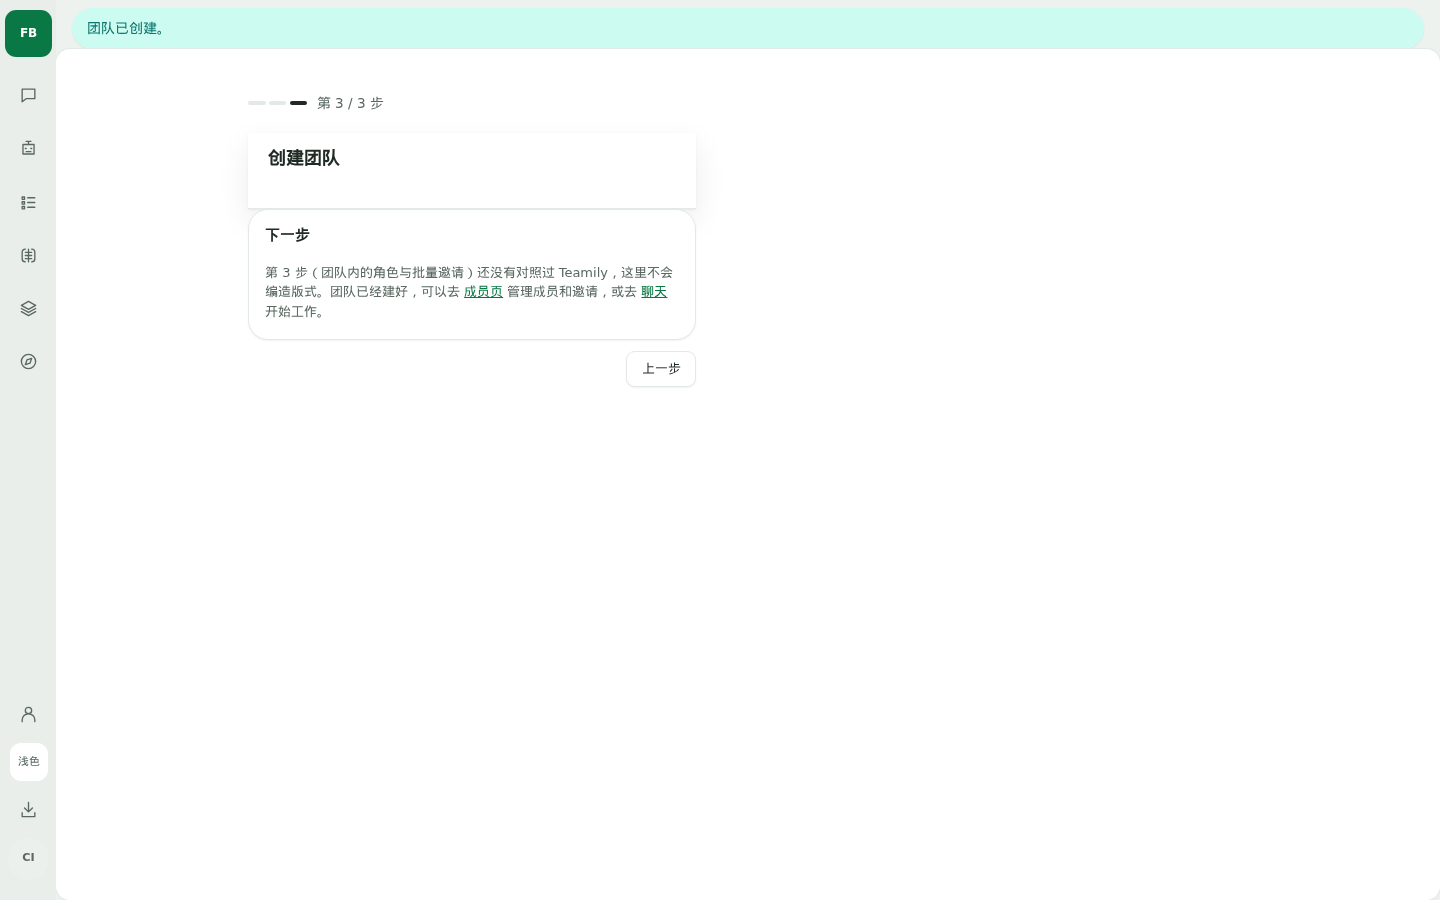 FB
团队已创建。
第 3 / 3 步
创建团队
下一步
第 3 步（团队内的角色与批量邀请）还没有对照过 Teamily，这里不会
编造版式。团队已经建好，可以去 成员页 管理成员和邀请，或去 聊天
开始工作。
上一步
浅色
CI